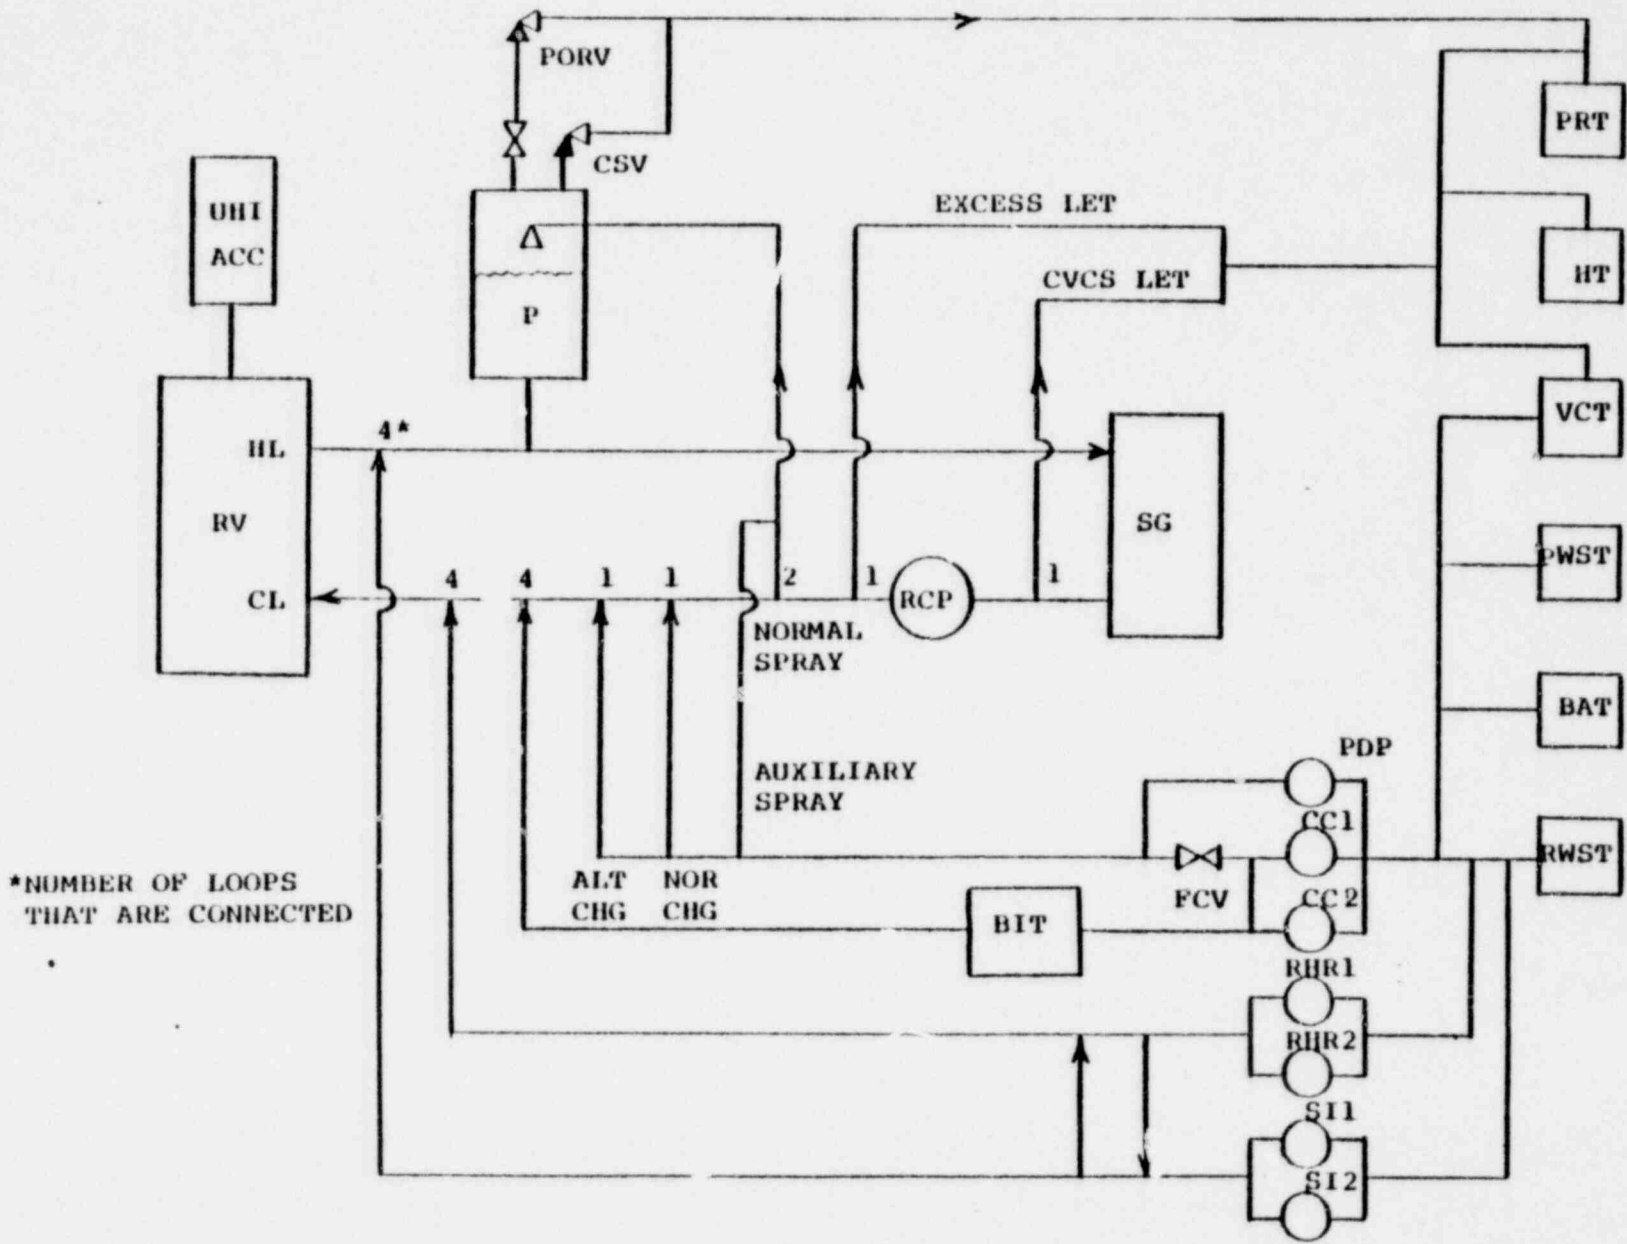 PORV
PRT
CSV
UHI
ACC
EXCESS LET
HT
CVCS LET
P
VCT
4*
HL
RV
SG
PWST
4
4
1
1
2
1
1
CL
RCP
NORMAL
SPRAY
BAT
PDP
AUXILIARY
SPRAY
CC1
RWST
*NUMBER OF LOOPS
THAT ARE CONNECTED
ALT
CHG
NOR
CHG
FCV
CC2
BIT
RHR1
RHR2
SI1
SI2